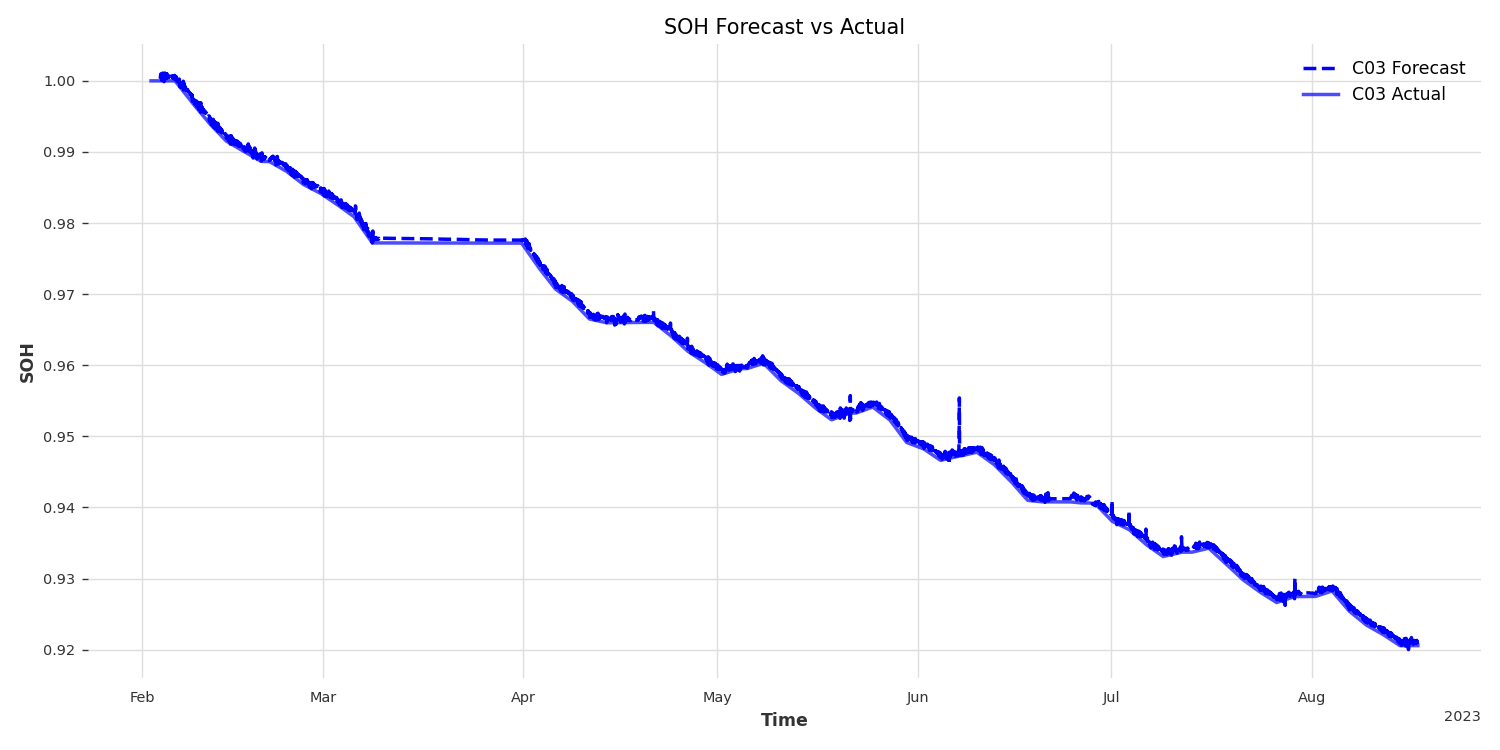 SOH Forecast vs Actual
C03 Forecast
C03 Actual
1.00
0.99
0.98
0.97
0.96
0.95
0.94
0.93
0.92
SOH
Feb Mar Apr May Jun Jul Aug
2023
Time